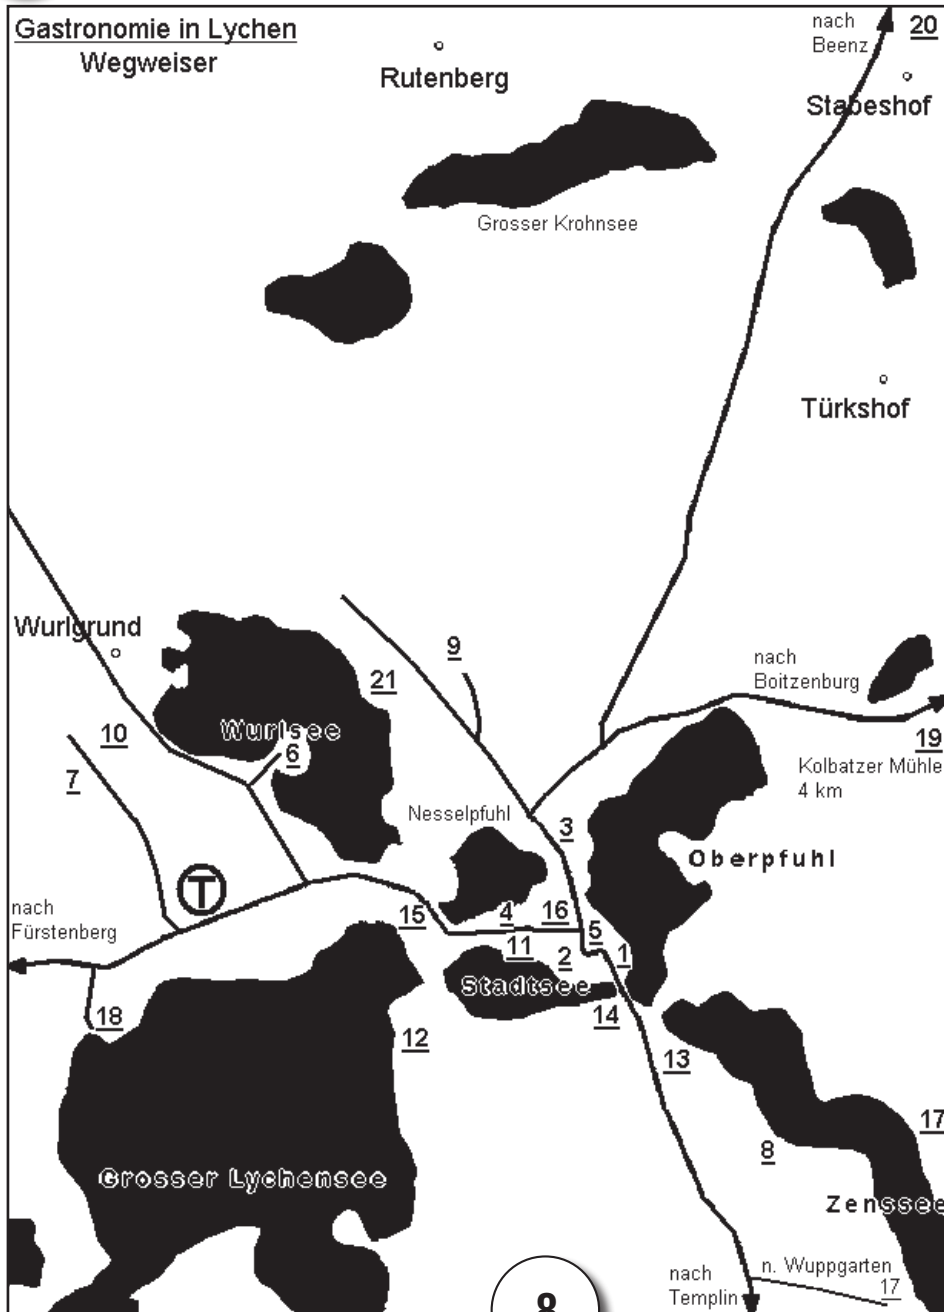 Gastronomie in Lychen
Wegweiser
nach
Beenz
20
Rutenberg
Stabeshof
Grosser Krohnsee
Türkshof
Wurlgrund
9
nach
Boitzenburg
21
Wurlsee
10
6
19
7
Kolbatzer Mühle
4 km
Nesselpfuhl
3
Oberpfuhl
T
nach
Fürstenberg
15
4
16
5
11
2
1
Stadtsee
18
14
12
13
17
8
Grosser Lychensee
Zenssee
nach
Templin
n. Wuppgarten
17
8